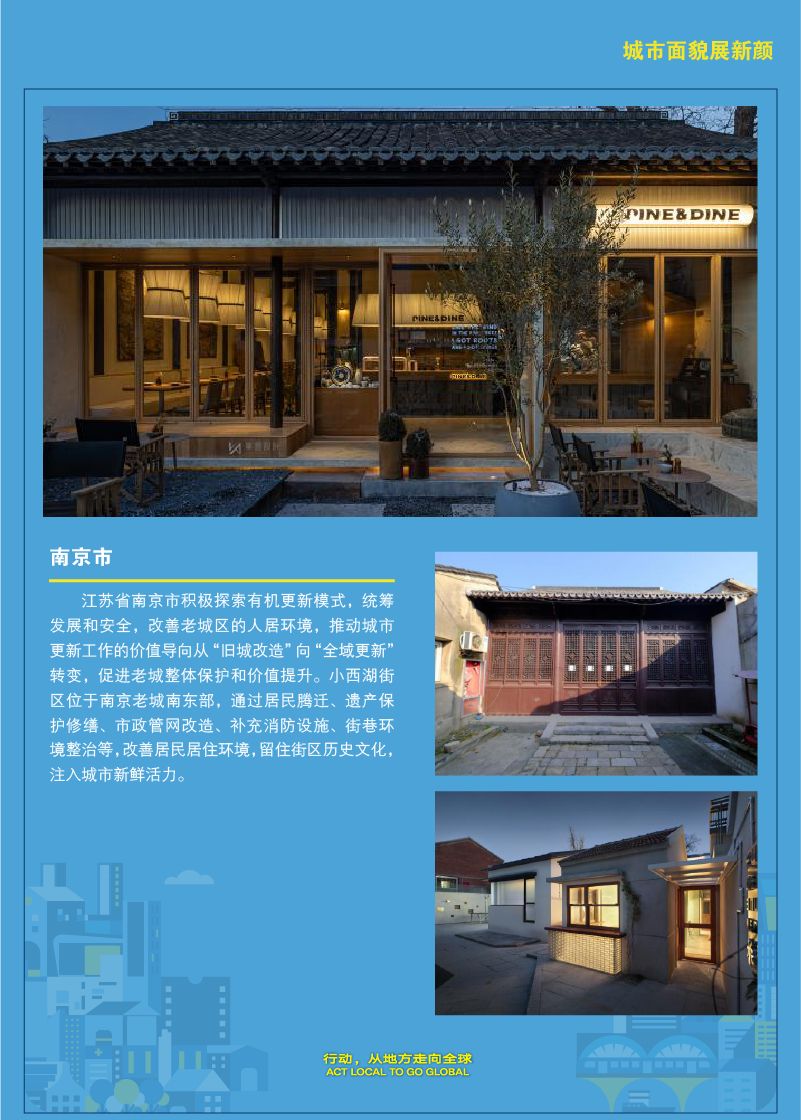 城市面貌展新颜
PINE&DINE
PINE&DINE
南京市
江苏省南京市积极探索有机更新模式，统筹
发展和安全，改善老城区的人居环境，推动城市
更新工作的价值导向从“旧城改造”向“全域更新”
转变，促进老城整体保护和价值提升。小西湖街
区位于南京老城南东部，通过居民腾迁、遗产保
护修缮、市政管网改造、补充消防设施、街巷环
境整治等，改善居民居住环境，留住街区历史文化，
注入城市新鲜活力。
行动，从地方走向全球
ACT LOCAL TO GO GLOBAL